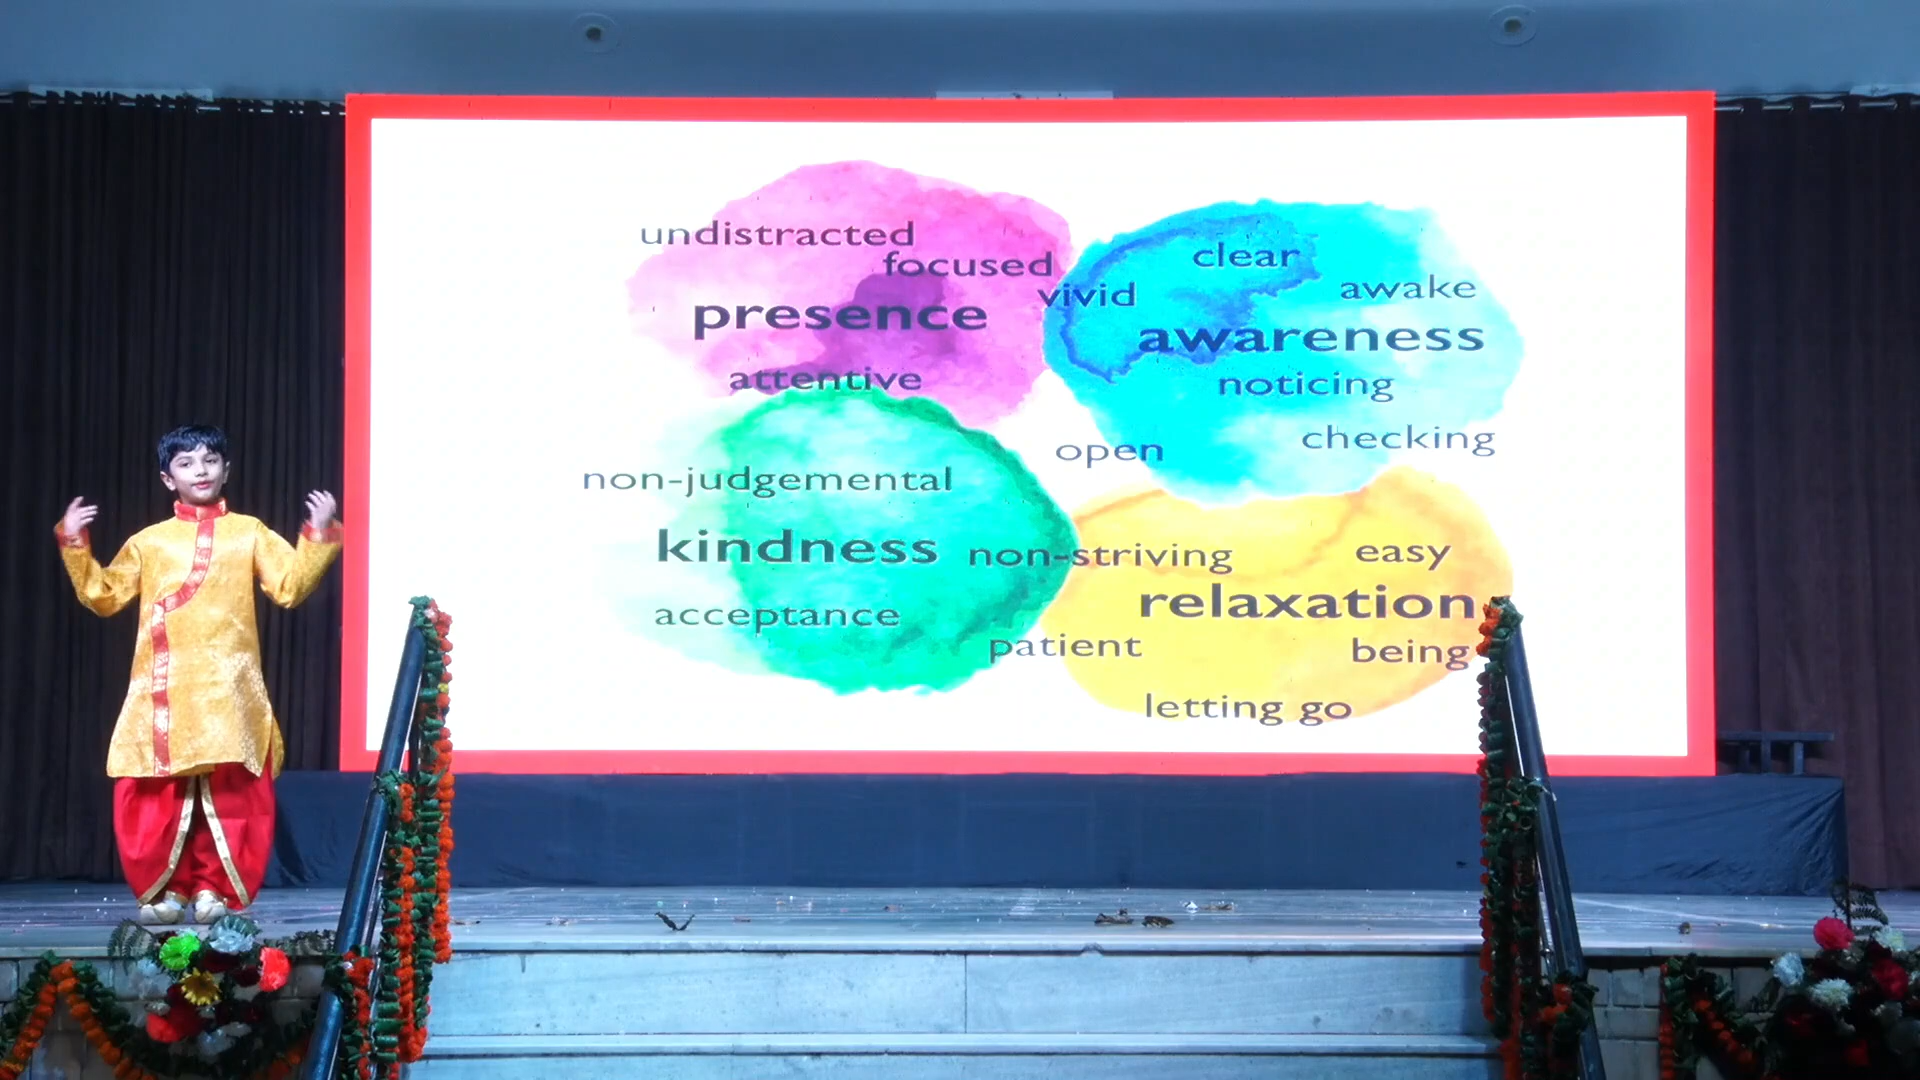 undistracted
focused
presence
attentive
vivid
clear
awake
awareness
noticing
checking
open
non-judgemental
kindness
acceptance
non-striving
patient
easy
relaxation
being
letting go